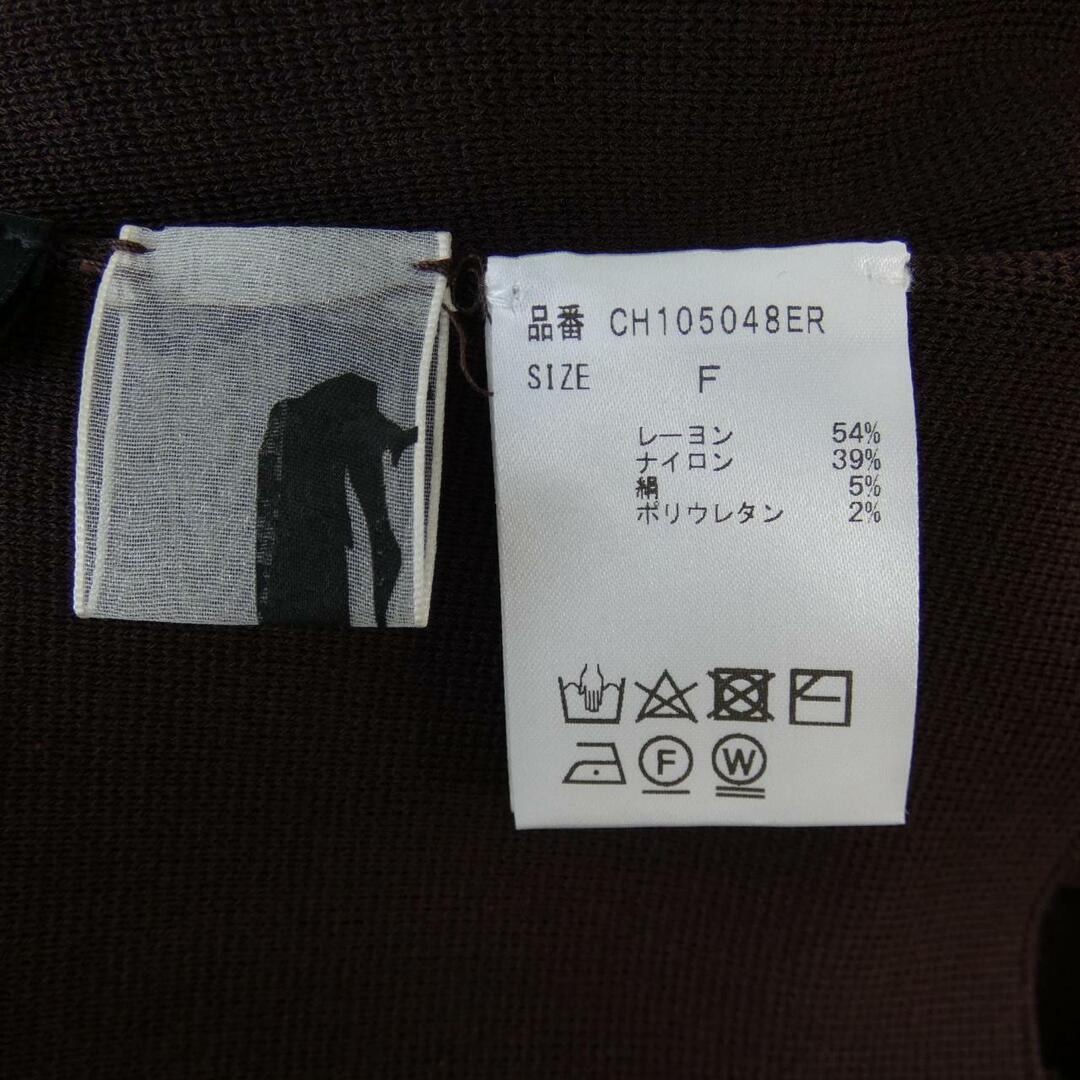 品番 CH105048ER
SIZE F
レーヨン 54%
ナイロン 39%
絹 5%
ポリウレタン 2%
F W